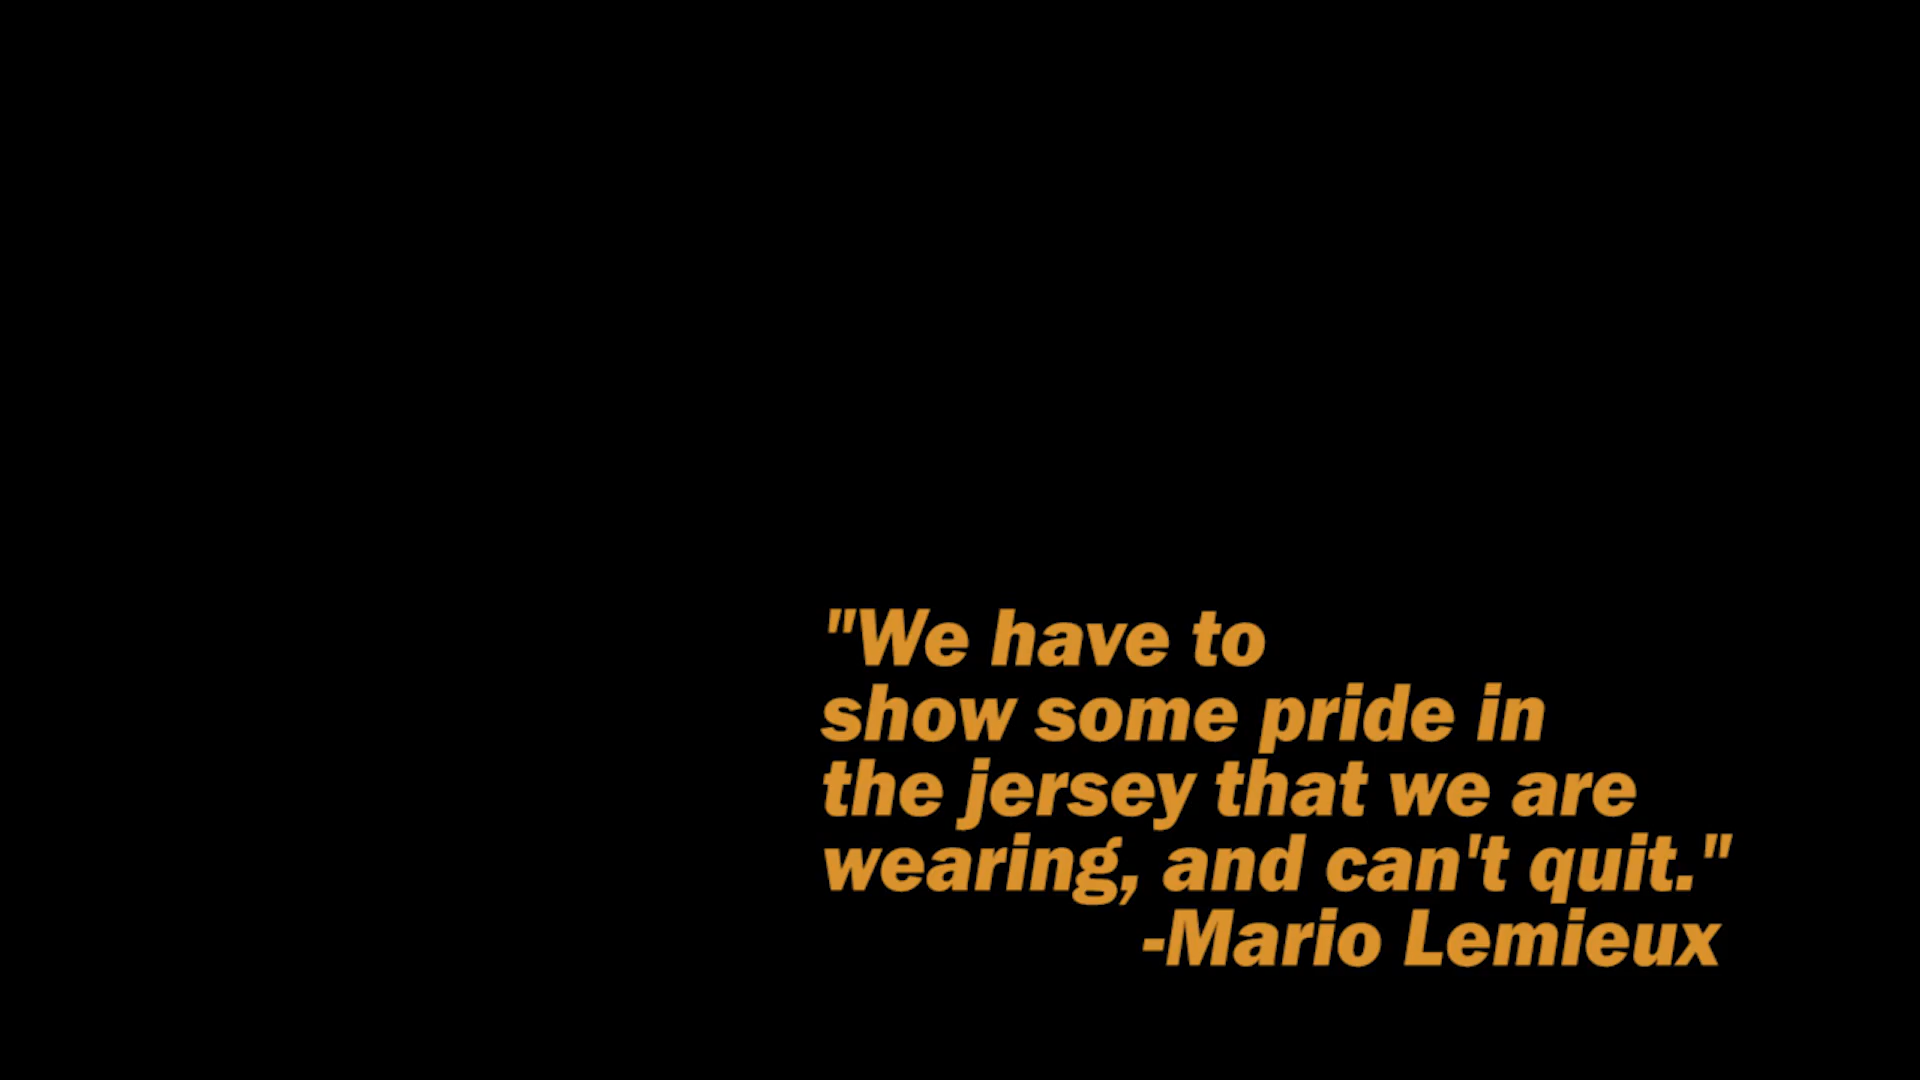 "We have to
show some pride in
the jersey that we are
wearing, and can't quit."
-Mario Lemieux